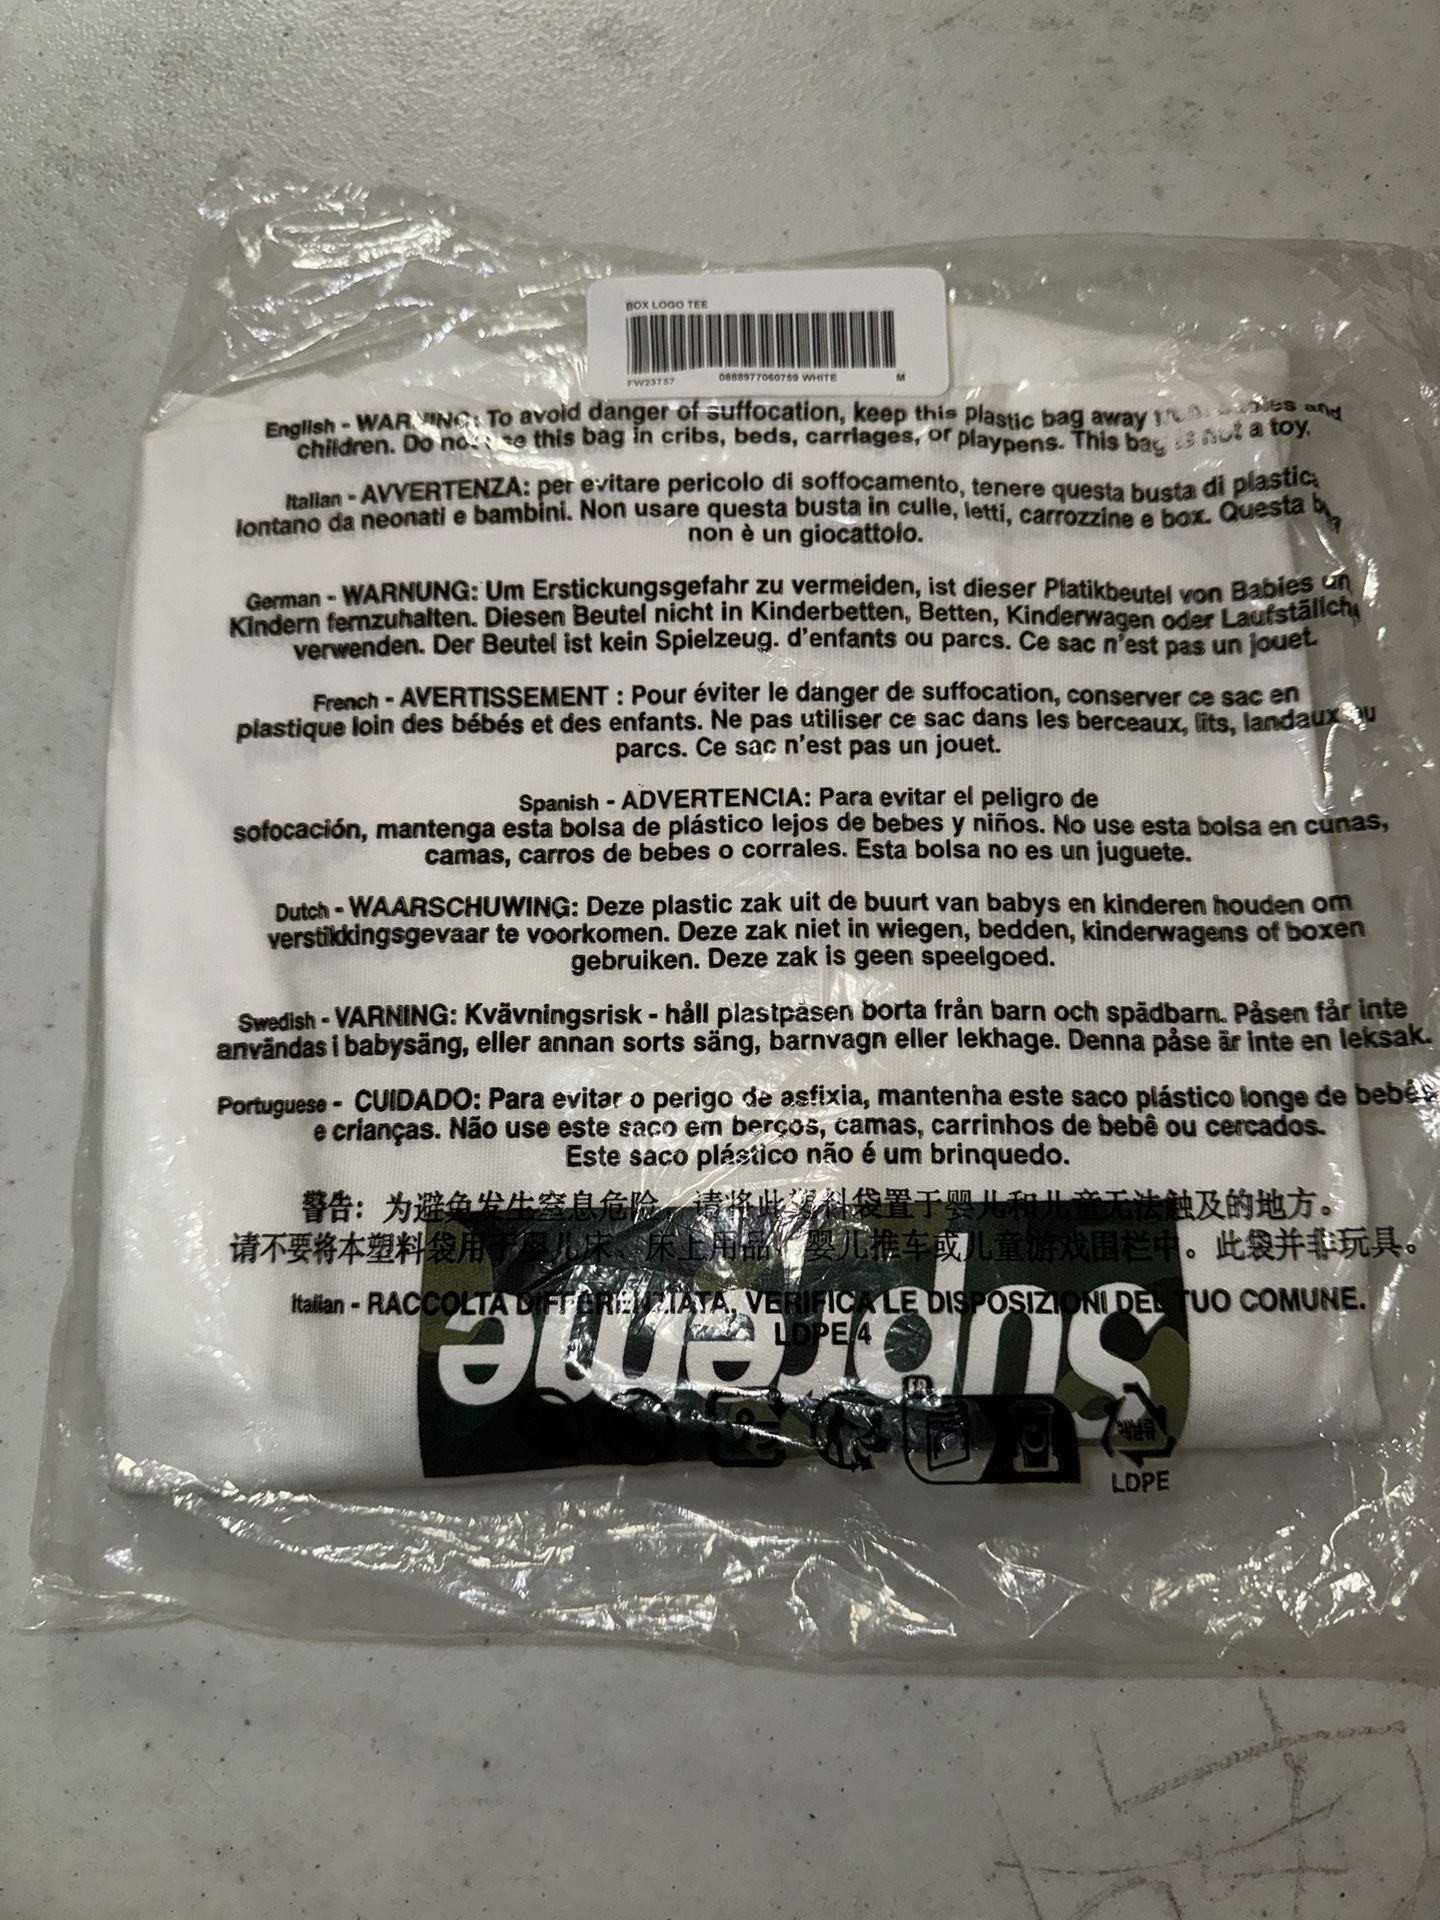 BOX LOGO TEE
FW23T57 0888977060759 WHITE M
English - WARNING: To avoid danger of suffocation, keep this plastic bag away from babies and
children. Do not use this bag in cribs, beds, carriages, or playpens. This bag is not a toy.
Italian - AVVERTENZA: per evitare pericolo di soffocamento, tenere questa busta di plastica
lontano da neonati e bambini. Non usare questa busta in culle, letti, carrozzine e box. Questa
non è un giocattolo.
German - WARNUNG: Um Erstickungsgefahr zu vermeiden, ist dieser Platikbeutel von Babies un
Kindern fernzuhalten. Diesen Beutel nicht in Kinderbetten, Betten, Kinderwagen oder Laufställich
verwenden. Der Beutel ist kein Spielzeug. d'enfants ou parcs. Ce sac n'est pas un jouet.
French - AVERTISSEMENT : Pour éviter le danger de suffocation, conserver ce sac en
plastique loin des bébés et des enfants. Ne pas utiliser ce sac dans les berceaux, lits, landaux ou
parcs. Ce sac n'est pas un jouet.
Spanish - ADVERTENCIA: Para evitar el peligro de
sofocación, mantenga esta bolsa de plástico lejos de bebes y niños. No use esta bolsa en cunas,
camas, carros de bebes o corrales. Esta bolsa no es un juguete.
Dutch - WAARSCHUWING: Deze plastic zak uit de buurt van babys en kinderen houden om
verstikkingsgevaar te voorkomen. Deze zak niet in wiegen, bedden, kinderwagens of boxen
gebruiken. Deze zak is geen speelgoed.
Swedish - VARNING: Kvävningsrisk - håll plastpåsen borta från barn och spädbarn. Påsen får inte
användas i babysäng, eller annan sorts säng, barnvagn eller lekhage. Denna påse är inte en leksak.
Portuguese - CUIDADO: Para evitar o perigo de asfixia, mantenha este saco plástico longe de bebês
e crianças. Não use este saco em berços, camas, carrinhos de bebê ou cercados.
Este saco plástico não é um brinquedo.
警告：为避免发生窒息危险，请将此塑料袋置于婴儿和儿童无法触及的地方。
请不要将本塑料袋用于婴儿床、床上用品、婴儿推车或儿童游戏围栏中。此袋并非玩具。
Italian - RACCOLTA DIFFERENZIATA, VERIFICA LE DISPOSIZIONI DEL TUO COMUNE.
LDPE 4
Supreme
FR
비닐류
LDPE